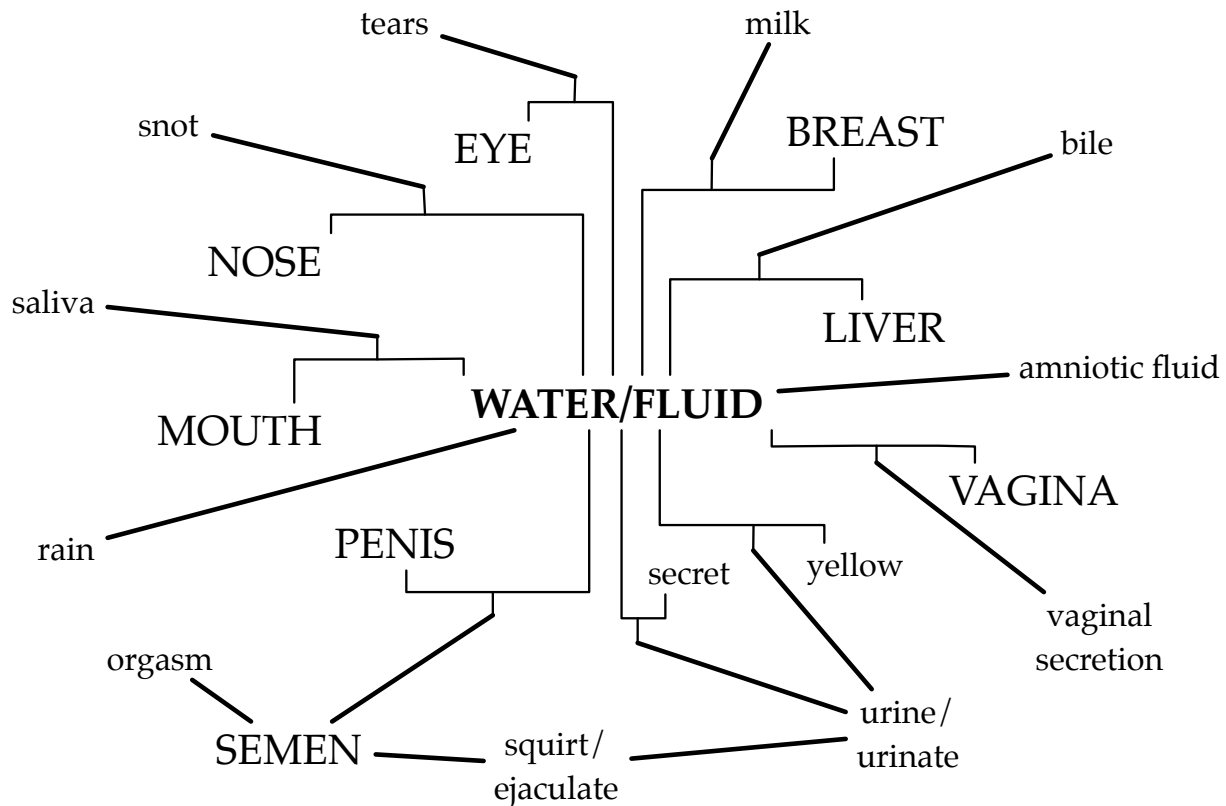 tears
milk
snot
EYE
BREAST
bile
NOSE
saliva
LIVER
amniotic fluid
WATER/FLUID
MOUTH
VAGINA
rain
PENIS
secret
yellow
vaginal
secretion
orgasm
SEMEN
squirt/
ejaculate
urine/
urinate